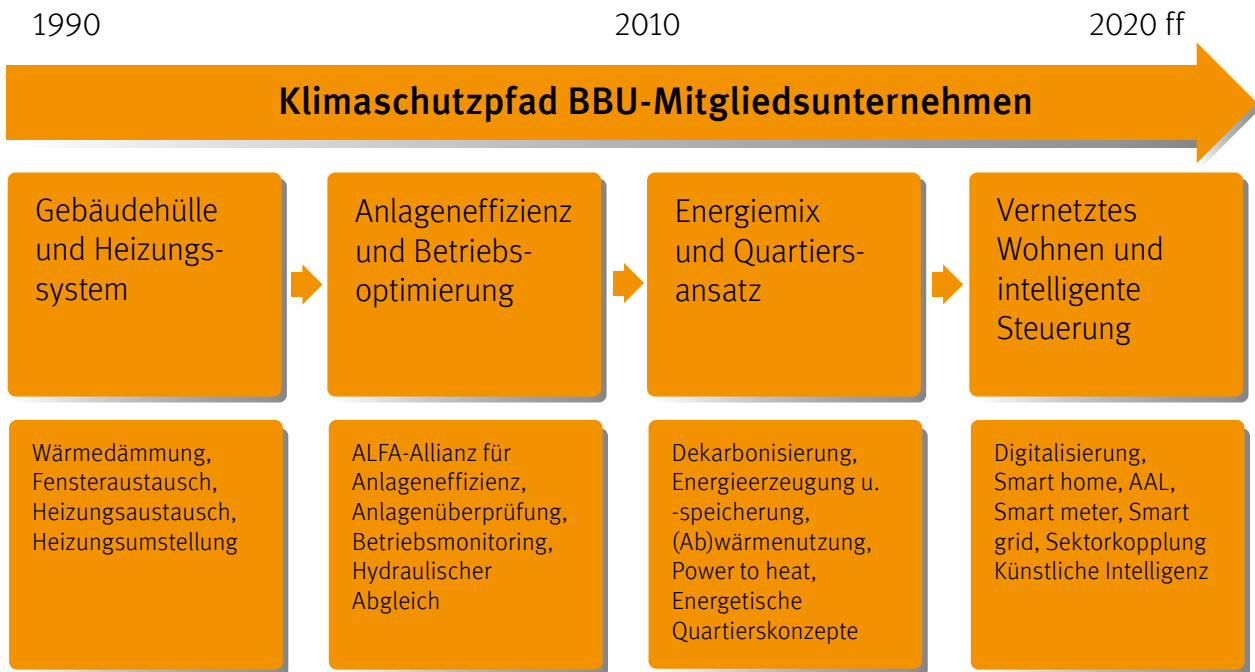 1990
2010
2020 ff
Klimaschutzpfad BBU-Mitgliedsunternehmen
Gebäudehülle
und Heizungs-
system
Anlageneffizienz
und Betriebs-
optimierung
Energiemix
und Quartiers-
ansatz
Vernetztes
Wohnen und
intelligente
Steuerung
Wärmedämmung,
Fensteraustausch,
Heizungsaustausch,
Heizungsumstellung
ALFA-Allianz für
Anlageneffizienz,
Anlagenüberprüfung,
Betriebsmonitoring,
Hydraulischer
Abgleich
Dekarbonisierung,
Energieerzeugung u.
-speicherung,
(Ab)wärmenutzung,
Power to heat,
Energetische
Quartierskonzepte
Digitalisierung,
Smart home, AAL,
Smart meter, Smart
grid, Sektorkopplung
Künstliche Intelligenz